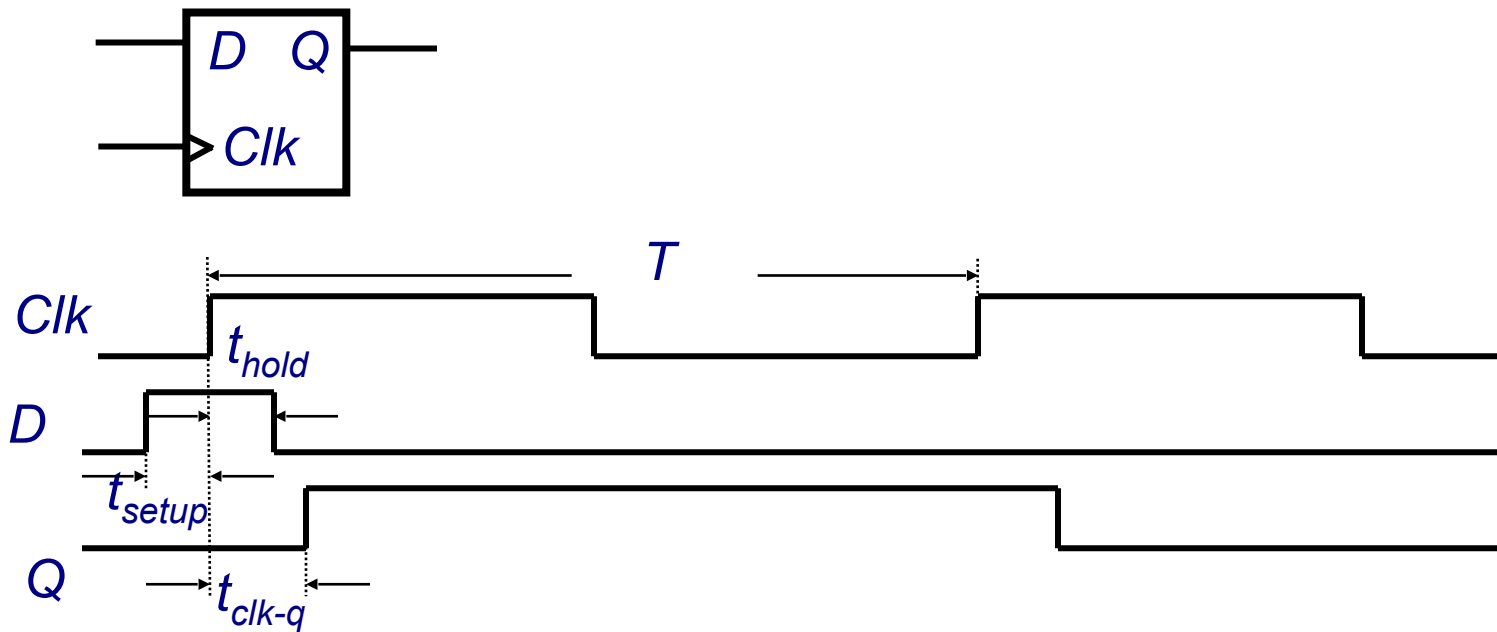 D Q
Clk
T
Clk
t_hold
D
t_setup
Q
t_clk-q